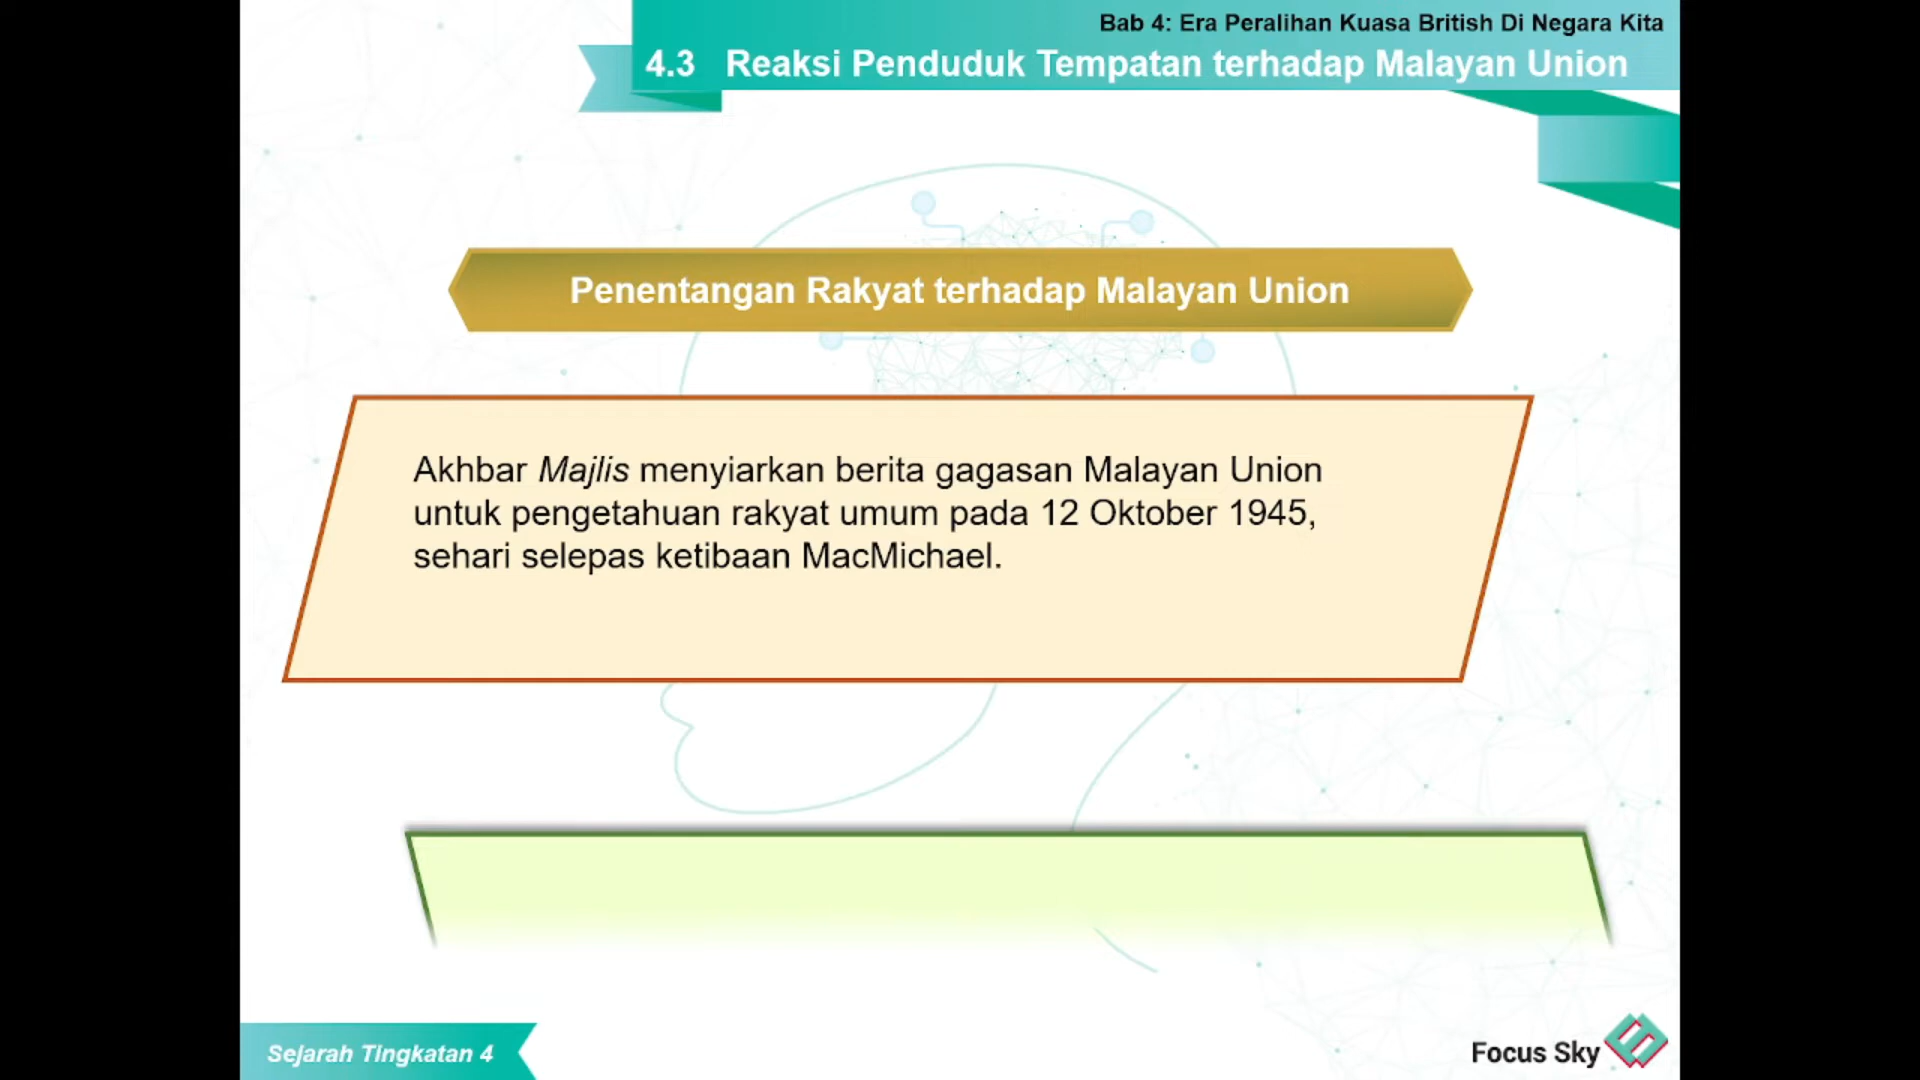 Bab 4: Era Peralihan Kuasa British Di Negara Kita
4.3 Reaksi Penduduk Tempatan terhadap Malayan Union
Penentangan Rakyat terhadap Malayan Union
Akhbar Majlis menyiarkan berita gagasan Malayan Union
untuk pengetahuan rakyat umum pada 12 Oktober 1945,
sehari selepas ketibaan MacMichael.
Sejarah Tingkatan 4
Focus Sky